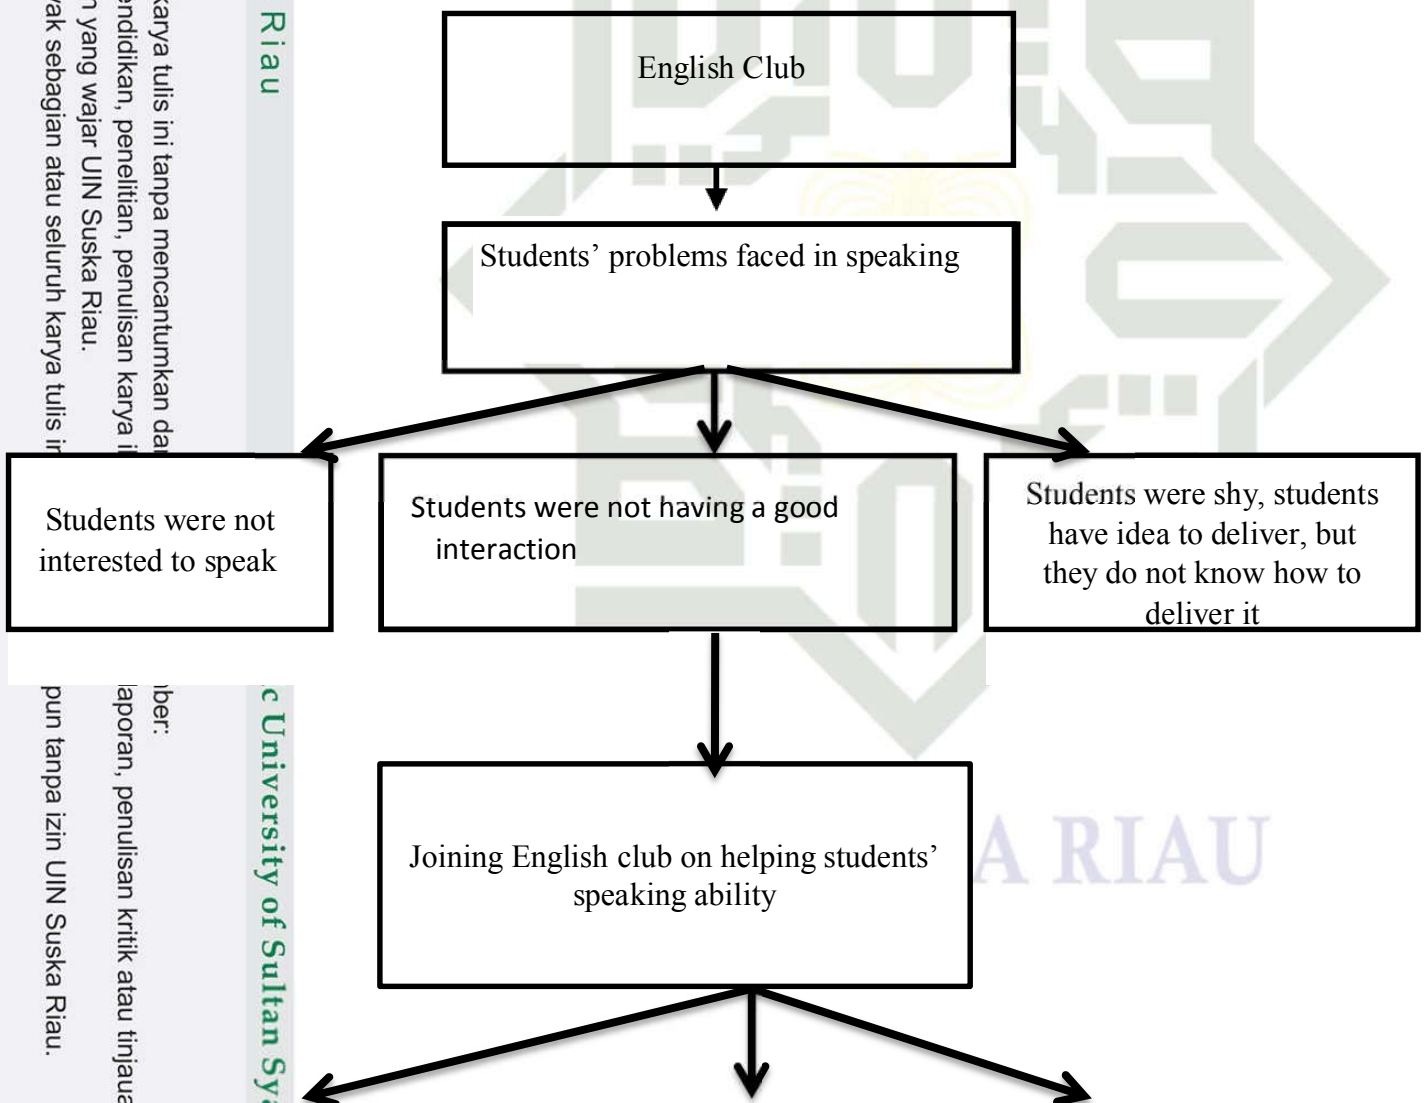 Riau
karya tulis ini tanpa mencantumkan
endidikan, penelitian, penulisan karya
yang wajar UIN Suska Riau.
sebagian atau seluruh karya tulis
English Club
Students’ problems faced in speaking
Students were not
interested to speak
Students were not having a good
interaction
Students were shy, students
have idea to deliver, but
they do not know how to
deliver it
ber:
laporan, penulisan kritik atau
pun tanpa izin UIN Suska Riau.
University of Sultan
Joining English club on helping students’
speaking ability
A RIAU